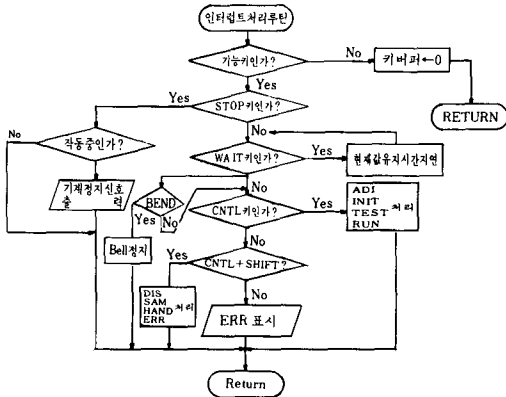 인터럽트처리루틴
기능키인가?
No
키버퍼←0
Yes
RETURN
Yes
STOP키인가?
No
No
작동중인가?
WAIT키인가?
Yes
현재값유지시간지연
기계정지신호
출 력
BEND
No
Yes
No
CNTL키인가?
Yes
ADI
INIT
TEST
RUN
처리
Bell정지
No
Yes
CNTL+SHIFT?
DIS
SAM
HAND
ERR
처리
No
ERR 표시
Return